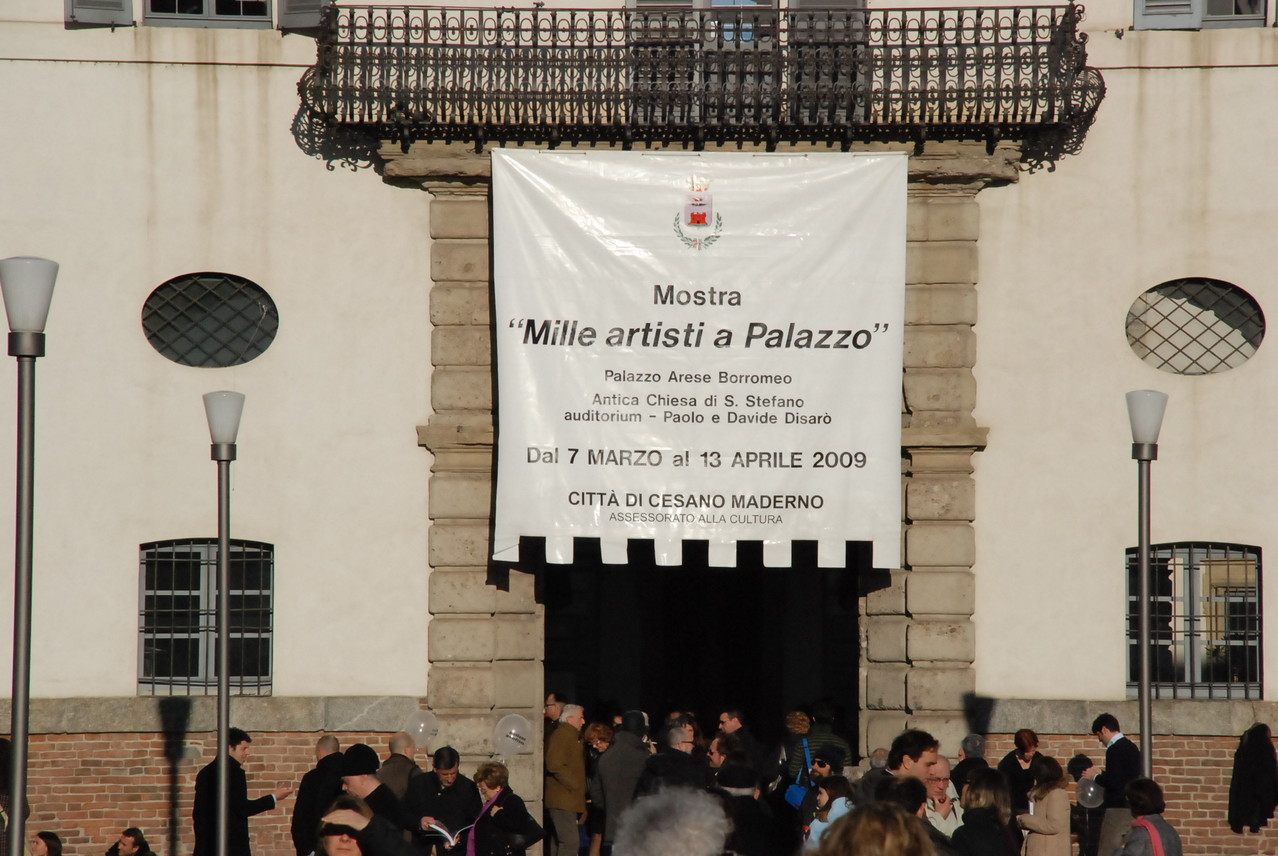 Mostra
“Mille artisti a Palazzo”
Palazzo Arese Borromeo
Antica Chiesa di S. Stefano
auditorium - Paolo e Davide Disarò
Dal 7 MARZO al 13 APRILE 2009
CITTÀ DI CESANO MADERNO
ASSESSORATO ALLA CULTURA